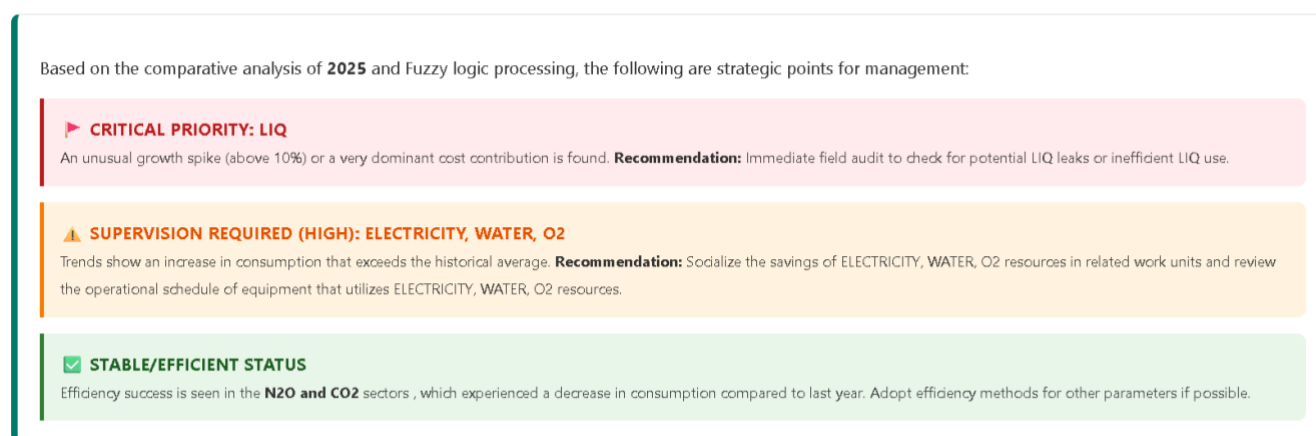 Based on the comparative analysis of 2025 and Fuzzy logic processing, the following are strategic points for management:
🚩 CRITICAL PRIORITY: LIQ
An unusual growth spike (above 10%) or a very dominant cost contribution is found. Recommendation: Immediate field audit to check for potential LIQ leaks or inefficient LIQ use.
⚠️ SUPERVISION REQUIRED (HIGH): ELECTRICITY, WATER, O2
Trends show an increase in consumption that exceeds the historical average. Recommendation: Socialize the savings of ELECTRICITY, WATER, O2 resources in related work units and review
the operational schedule of equipment that utilizes ELECTRICITY, WATER, O2 resources.
✅ STABLE/EFFICIENT STATUS
Efficiency success is seen in the N2O and CO2 sectors , which experienced a decrease in consumption compared to last year. Adopt efficiency methods for other parameters if possible.